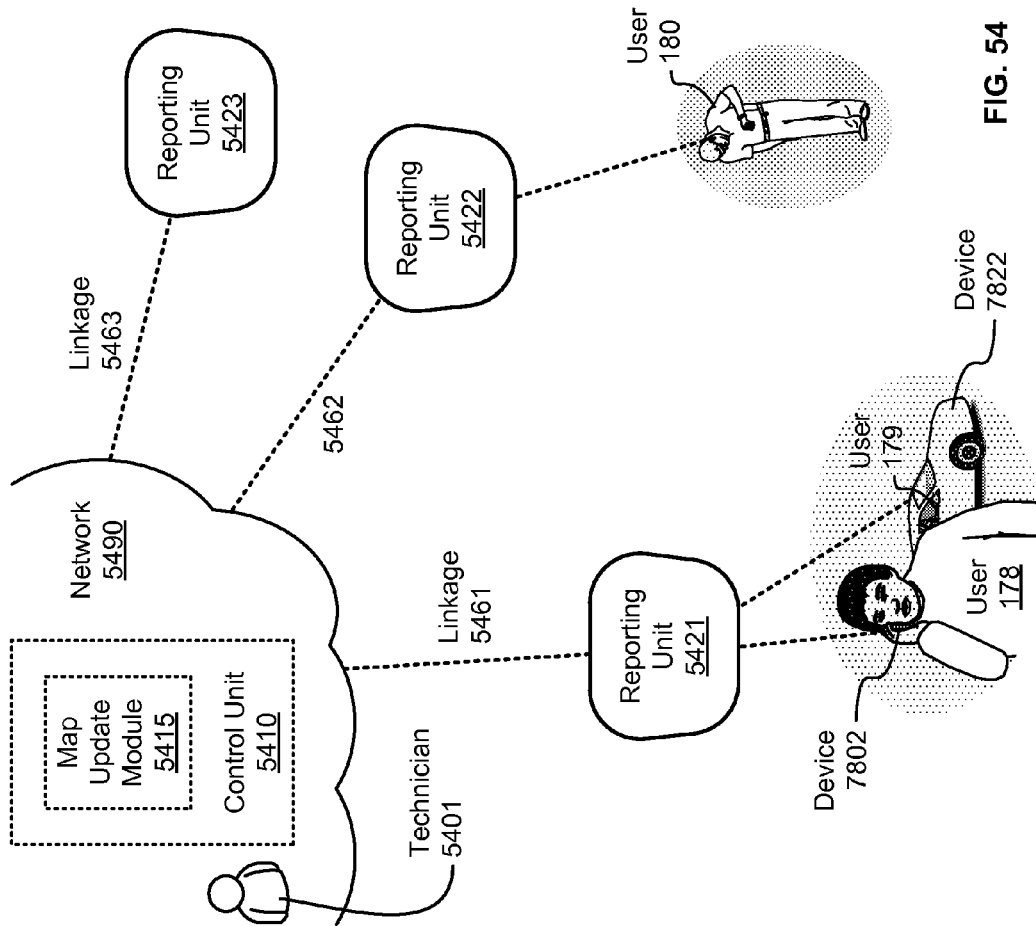 Network
5490
Map
Update
Module
5415
Control Unit
5410
Technician
5401
Linkage
5463
Reporting
Unit
5423
5462
Reporting
Unit
5422
User
180
Linkage
5461
Reporting
Unit
5421
Device
7802
User
178
User
179
Device
7822
FIG. 54